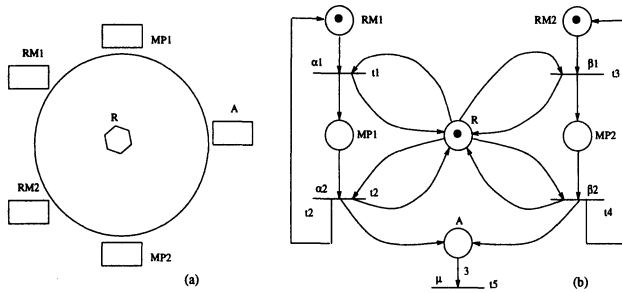 MP1
RM1
A
R
RM2
MP2
(a)
RM1
RM2
α1
t1
β1
t3
R
MP1
MP2
α2
t2
β2
t2
t4
A
3
μ
t5
(b)